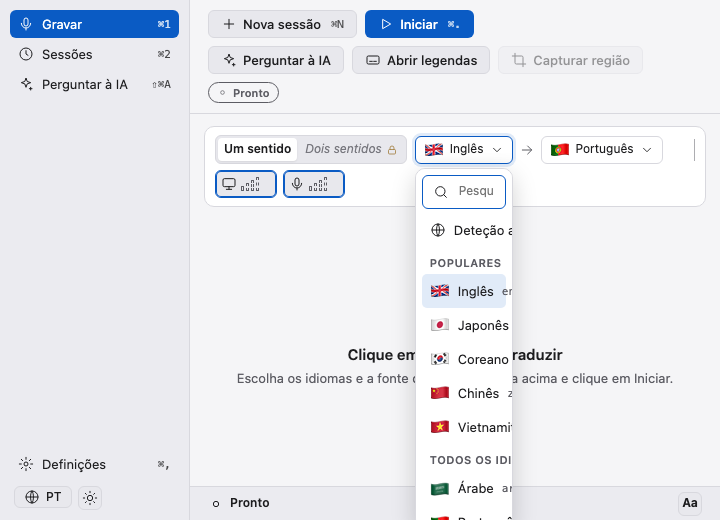 Gravar ⌘1
Sessões ⌘2
Perguntar à IA ⇧⌘A
Definições ⌘,
PT
Nova sessão ⌘N
Iniciar ⌘.
Perguntar à IA
Abrir legendas
Capturar região
Pronto
Um sentido
Dois sentidos
Inglês
Português
Pesqu
Deteção a
POPULARES
Inglês
Japonês
Coreano
Chinês
Vietnami
TODOS OS IDI
Árabe ar
Clique em raduzir
Escolha os idiomas e a fonte a acima e clique em Iniciar.
Pronto
Aa